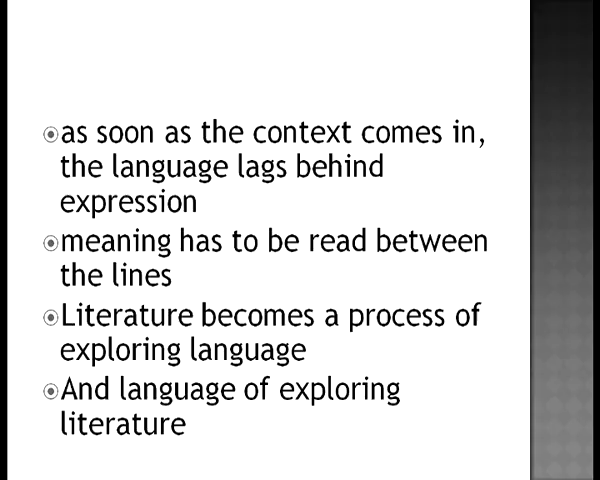 as soon as the context comes in,
the language lags behind
expression
meaning has to be read between
the lines
Literature becomes a process of
exploring language
And language of exploring
literature